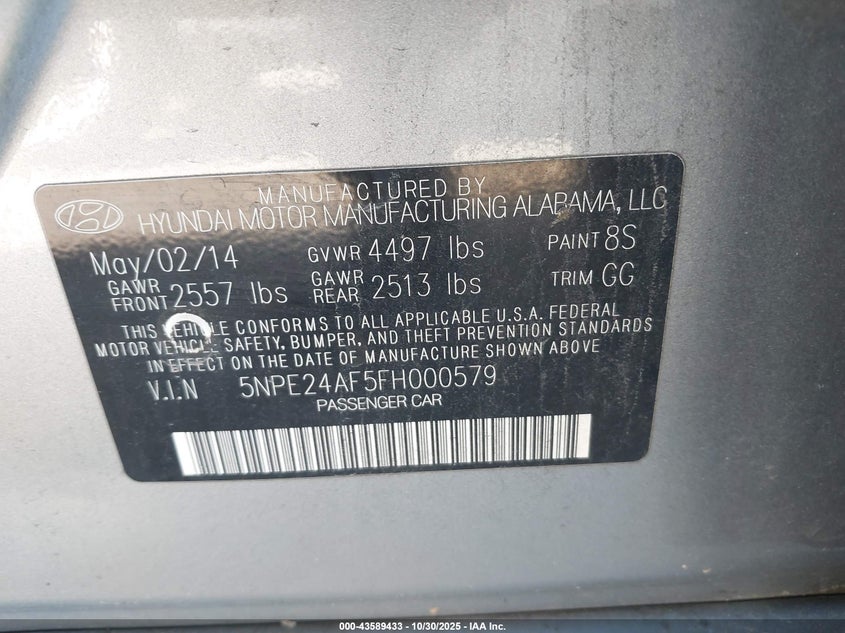 MANUFACTURED BY
HYUNDAI MOTOR MANUFACTURING ALABAMA, LLC
May/02/14 GVWR 4497 lbs PAINT 8S
GAWR FRONT 2557 lbs GAWR REAR 2513 lbs TRIM GG
THIS VEHICLE CONFORMS TO ALL APPLICABLE U.S.A. FEDERAL
MOTOR VEHICLE SAFETY, BUMPER, AND THEFT PREVENTION STANDARDS
IN EFFECT ON THE DATE OF MANUFACTURE SHOWN ABOVE
V.I.N 5NPE24AF5FH000579
PASSENGER CAR
000-43589433 - 10/30/2025 - IAA Inc.